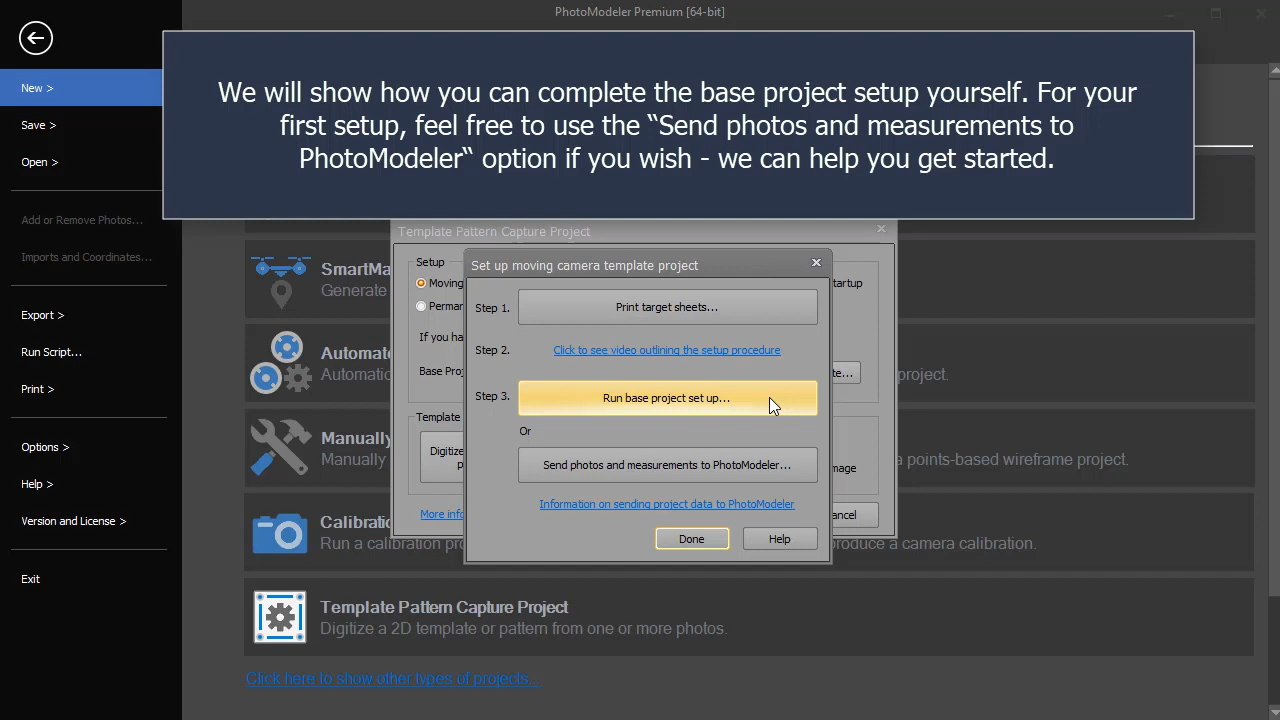 PhotoModeler Premium [64-bit]
We will show how you can complete the base project setup yourself. For your
first setup, feel free to use the “Send photos and measurements to
PhotoModeler“ option if you wish - we can help you get started.
New >
Save >
Open >
Add or Remove Photos...
Imports and Coordinates...
Export >
Run Script...
Print >
Options >
Help >
Version and License >
Exit
Template Pattern Capture Project
Setup
Moving
Perman
If you ha
Base Proj
Template
Digitize
p
More info
tartup
te...
mage
ancel
Set up moving camera template project
Step 1.
Print target sheets...
Step 2.
Click to see video outlining the setup procedure
Step 3.
Run base project set up...
Or
Send photos and measurements to PhotoModeler...
Information on sending project data to PhotoModeler
Done
Help
SmartMa
Generate
Automate
Automatic
project.
Manually
Manually
a points-based wireframe project.
Calibratio
Run a calibration pro
produce a camera calibration.
Template Pattern Capture Project
Digitize a 2D template or pattern from one or more photos.
Click here to show other types of projects...